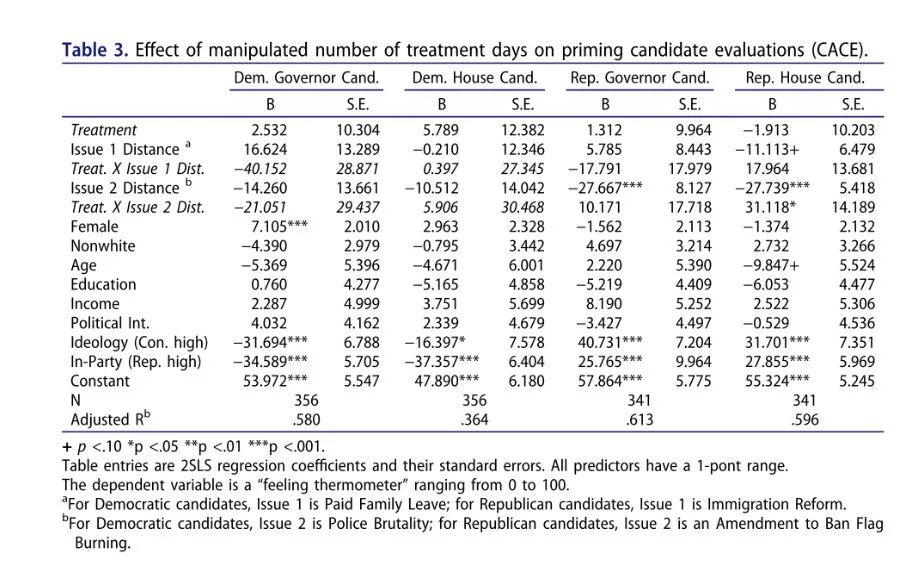 Table 3. Effect of manipulated number of treatment days on priming candidate evaluations (CACE).
Dem. Governor Cand. Dem. House Cand. Rep. Governor Cand. Rep. House Cand.
B S.E. B S.E. B S.E. B S.E.
Treatment 2.532 10.304 5.789 12.382 1.312 9.964 −1.913 10.203
Issue 1 Distance a 16.624 13.289 −0.210 12.346 5.785 8.443 −11.113+ 6.479
Treat. X Issue 1 Dist. −40.152 28.871 0.397 27.345 −17.791 17.979 17.964 13.681
Issue 2 Distance b −14.260 13.661 −10.512 14.042 −27.667*** 8.127 −27.739*** 5.418
Treat. X Issue 2 Dist. −21.051 29.437 5.906 30.468 10.171 17.718 31.118* 14.189
Female 7.105*** 2.010 2.963 2.328 −1.562 2.113 −1.374 2.132
Nonwhite −4.390 2.979 −0.795 3.442 4.697 3.214 2.732 3.266
Age −5.369 5.396 −4.671 6.001 2.220 5.390 −9.847+ 5.524
Education 0.760 4.277 −5.165 4.858 −5.219 4.409 −6.053 4.477
Income 2.287 4.999 3.751 5.699 8.190 5.252 2.522 5.306
Political Int. 4.032 4.162 2.339 4.679 −3.427 4.497 −0.529 4.536
Ideology (Con. high) −31.694*** 6.788 −16.397* 7.578 40.731*** 7.204 31.701*** 7.351
In-Party (Rep. high) −34.589*** 5.705 −37.357*** 6.404 25.765*** 9.964 27.855*** 5.969
Constant 53.972*** 5.547 47.890*** 6.180 57.864*** 5.775 55.324*** 5.245
N 356 356 341 341
Adjusted Rb .580 .364 .613 .596
+ p <.10 *p <.05 **p <.01 ***p <.001.
Table entries are 2SLS regression coefficients and their standard errors. All predictors have a 1-pont range.
The dependent variable is a “feeling thermometer” ranging from 0 to 100.
aFor Democratic candidates, Issue 1 is Paid Family Leave; for Republican candidates, Issue 1 is Immigration Reform.
bFor Democratic candidates, Issue 2 is Police Brutality; for Republican candidates, Issue 2 is an Amendment to Ban Flag
Burning.